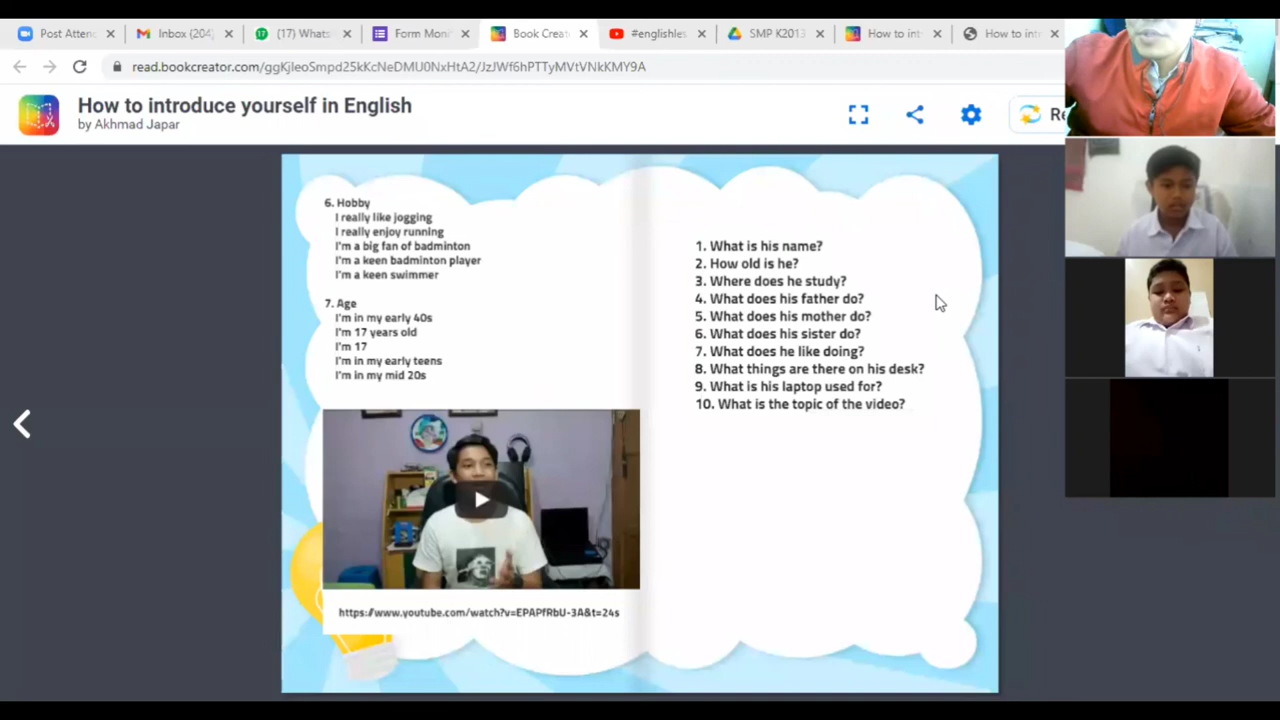 Post Atten
Inbox (204)
(17) Whats
Form Moni
Book Creat
#englishles
SMP K2013
How to int
How to intr
read.bookcreator.com/ggKjIeoSmpd25kKcNeDMU0NxHtA2/JzJWf6hPTTyMVtVNkKMY9A
How to introduce yourself in English
by Akhmad Japar
Re
6. Hobby
I really like jogging
I really enjoy running
I'm a big fan of badminton
I'm a keen badminton player
I'm a keen swimmer
7. Age
I'm in my early 40s
I'm 17 years old
I'm 17
I'm in my early teens
I'm in my mid 20s
https://www.youtube.com/watch?v=EPAPfRbU-3A&t=24s
1. What is his name?
2. How old is he?
3. Where does he study?
4. What does his father do?
5. What does his mother do?
6. What does his sister do?
7. What does he like doing?
8. What things are there on his desk?
9. What is his laptop used for?
10. What is the topic of the video?